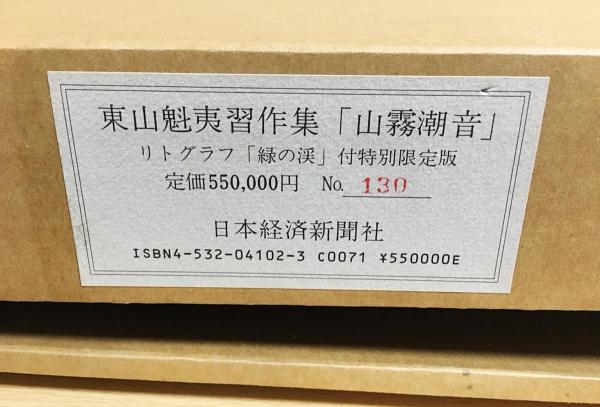 東山魁夷習作集「山霧潮音」
リトグラフ「緑の渓」付特別限定版
定価550,000円 No. 130
日本経済新聞社
ISBN4-532-04102-3 C0071 ¥550000E